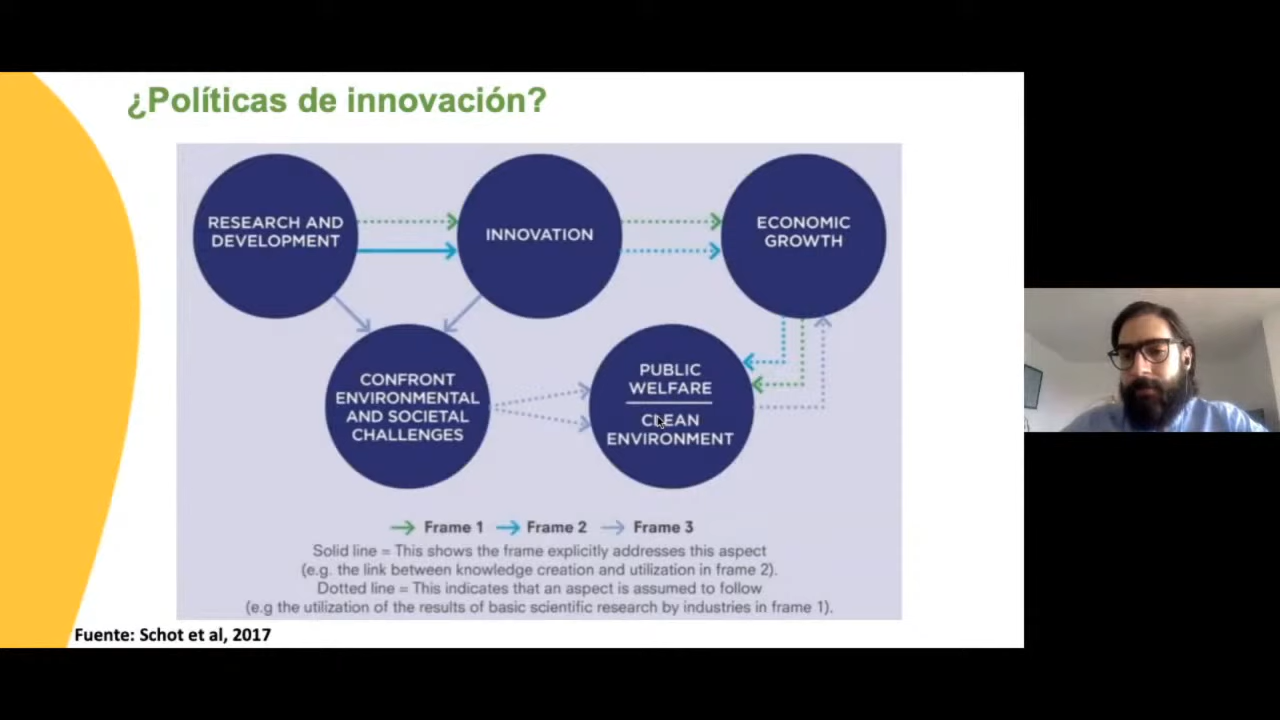 ¿Políticas de innovación?
RESEARCH AND
DEVELOPMENT
INNOVATION
ECONOMIC
GROWTH
CONFRONT
ENVIRONMENTAL
AND SOCIETAL
CHALLENGES
PUBLIC
WELFARE
CLEAN
ENVIRONMENT
Frame 1 Frame 2 Frame 3
Solid line = This shows the frame explicitly addresses this aspect
(e.g. the link between knowledge creation and utilization in frame 2).
Dotted line = This indicates that an aspect is assumed to follow
(e.g the utilization of the results of basic scientific research by industries in frame 1).
Fuente: Schot et al, 2017